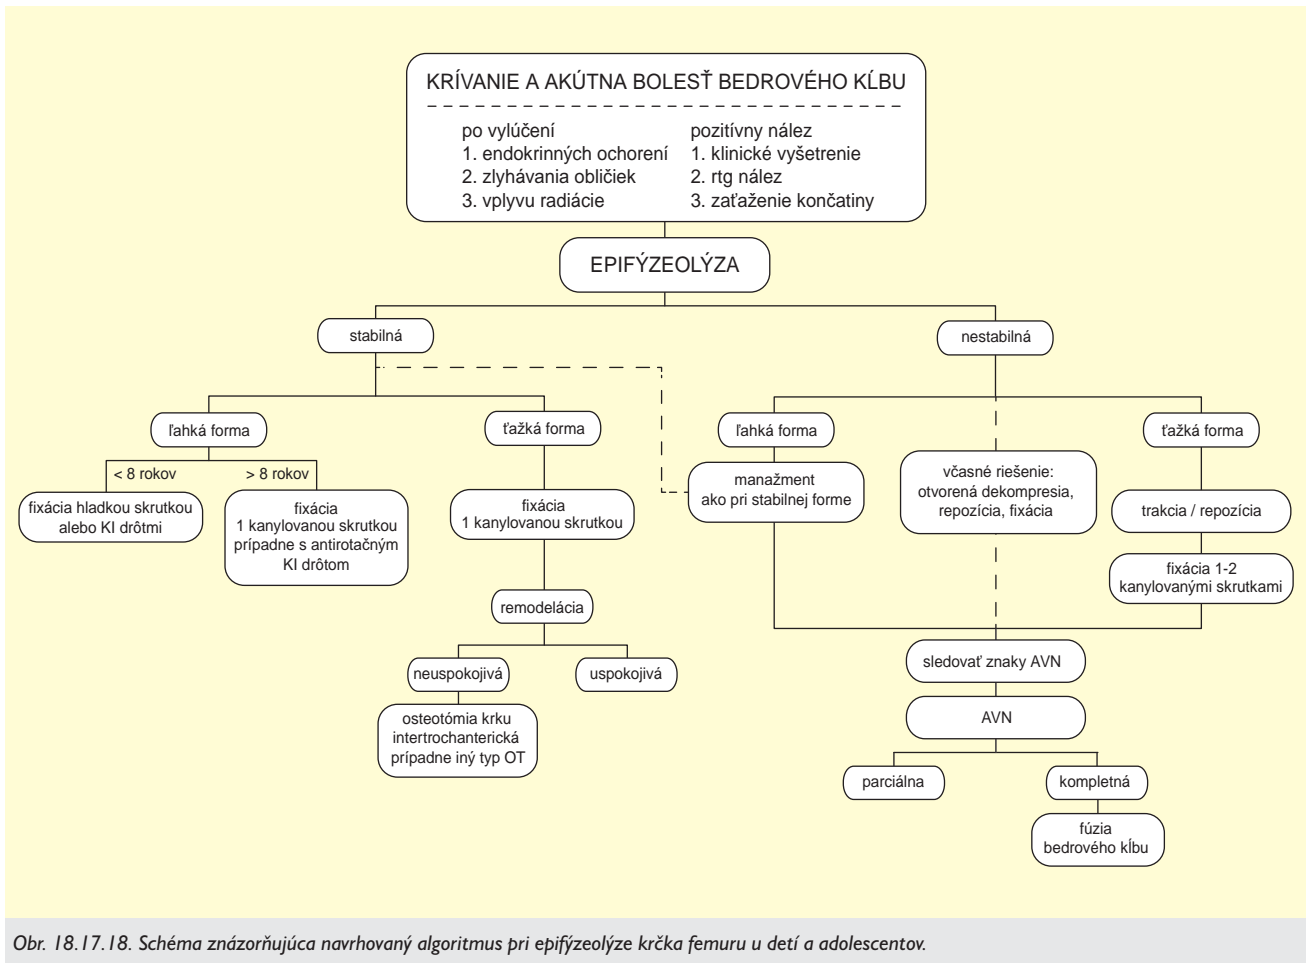 KRÍVANIE A AKÚTNA BOLESŤ BEDROVÉHO KĹBU
po vylúčení
1. endokrinných ochorení
2. zlyhávania obličiek
3. vplyvu radiácie
pozitívny nález
1. klinické vyšetrenie
2. rtg nález
3. zaťaženie končatiny
EPIFÝZEOLÝZA
stabilná
nestabilná
ľahká forma
ťažká forma
ľahká forma
ťažká forma
< 8 rokov
> 8 rokov
fixácia hladkou skrutkou
alebo KI drôtmi
fixácia
1 kanylovanou skrutkou
prípadne s antirotačným
KI drôtom
fixácia
1 kanylovanou skrutkou
manažment
ako pri stabilnej forme
včasné riešenie:
otvorená dekompresia,
repozícia, fixácia
trakcia / repozícia
fixácia 1-2
kanylovanými skrutkami
remodelácia
neuspokojivá
uspokojivá
osteotómia krku
intertrochanterická
prípadne iný typ OT
sledovať znaky AVN
AVN
parciálna
kompletná
fúzia
bedrového kĺbu
Obr. 18.17.18. Schéma znázorňujúca navrhovaný algoritmus pri epifýzeolýze krčka femuru u detí a adolescentov.